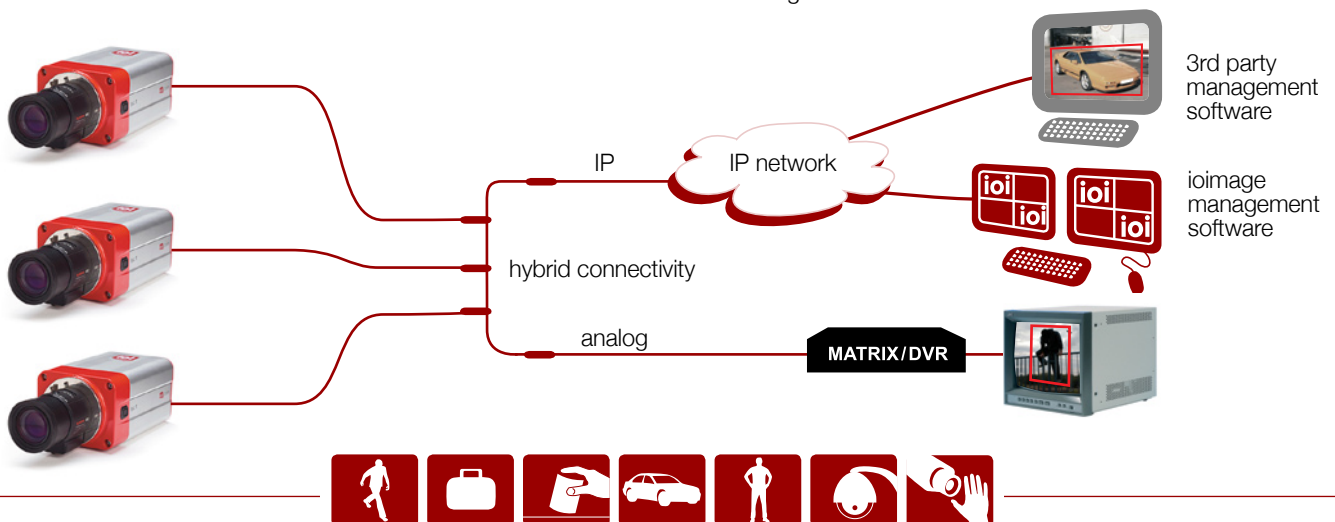 3rd party
management
software
IP
IP network
ioi
ioi
ioi
ioi
ioimage
management
software
hybrid connectivity
analog
MATRIX/DVR